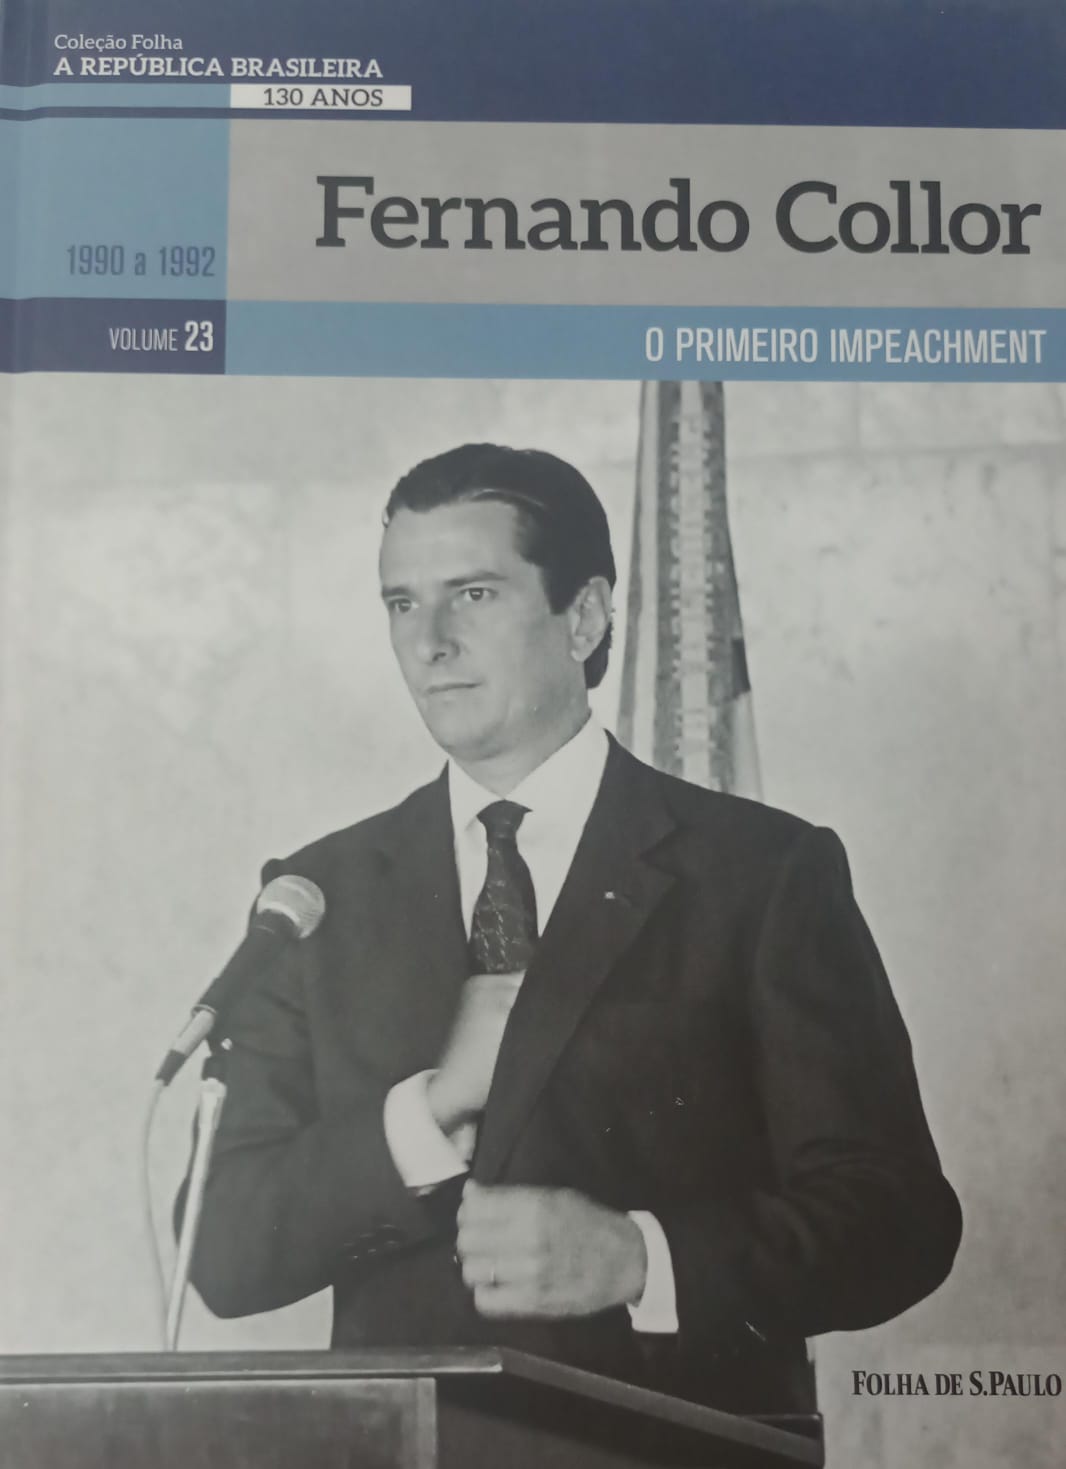 Coleção Folha
A REPÚBLICA BRASILEIRA
130 ANOS
Fernando Collor
1990 a 1992
VOLUME 23
O PRIMEIRO IMPEACHMENT
FOLHA DE S.PAULO